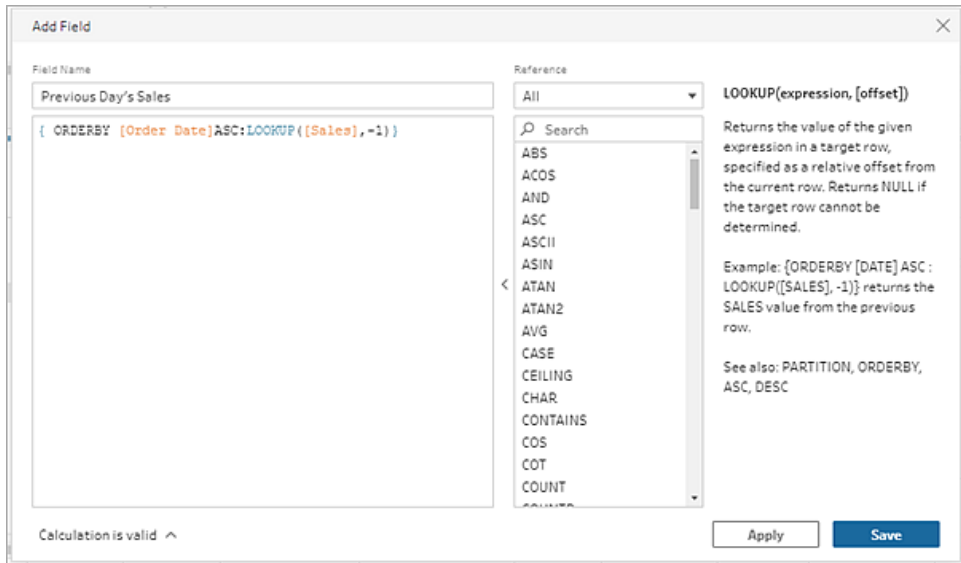 Add Field
Field Name
Previous Day's Sales
{ ORDERBY [Order Date]ASC:LOOKUP([Sales],-1)}
Reference
All
Search
ABS
ACOS
AND
ASC
ASCII
ASIN
ATAN
ATAN2
AVG
CASE
CEILING
CHAR
CONTAINS
COS
COT
COUNT
LOOKUP(expression, [offset])
Returns the value of the given
expression in a target row,
specified as a relative offset from
the current row. Returns NULL if
the target row cannot be
determined.
Example: {ORDERBY [DATE] ASC :
LOOKUP([SALES], -1)} returns the
SALES value from the previous
row.
See also: PARTITION, ORDERBY,
ASC, DESC
Calculation is valid
Apply
Save